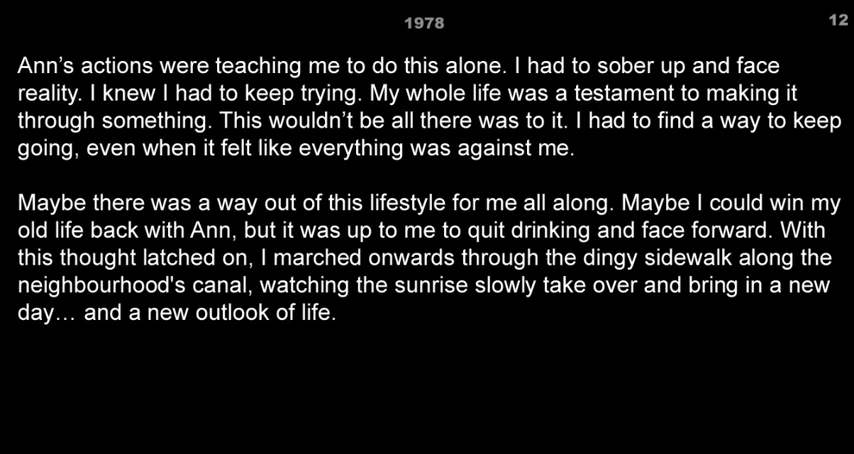 1978
12
Ann’s actions were teaching me to do this alone. I had to sober up and face
reality. I knew I had to keep trying. My whole life was a testament to making it
through something. This wouldn’t be all there was to it. I had to find a way to keep
going, even when it felt like everything was against me.
Maybe there was a way out of this lifestyle for me all along. Maybe I could win my
old life back with Ann, but it was up to me to quit drinking and face forward. With
this thought latched on, I marched onwards through the dingy sidewalk along the
neighbourhood's canal, watching the sunrise slowly take over and bring in a new
day… and a new outlook of life.